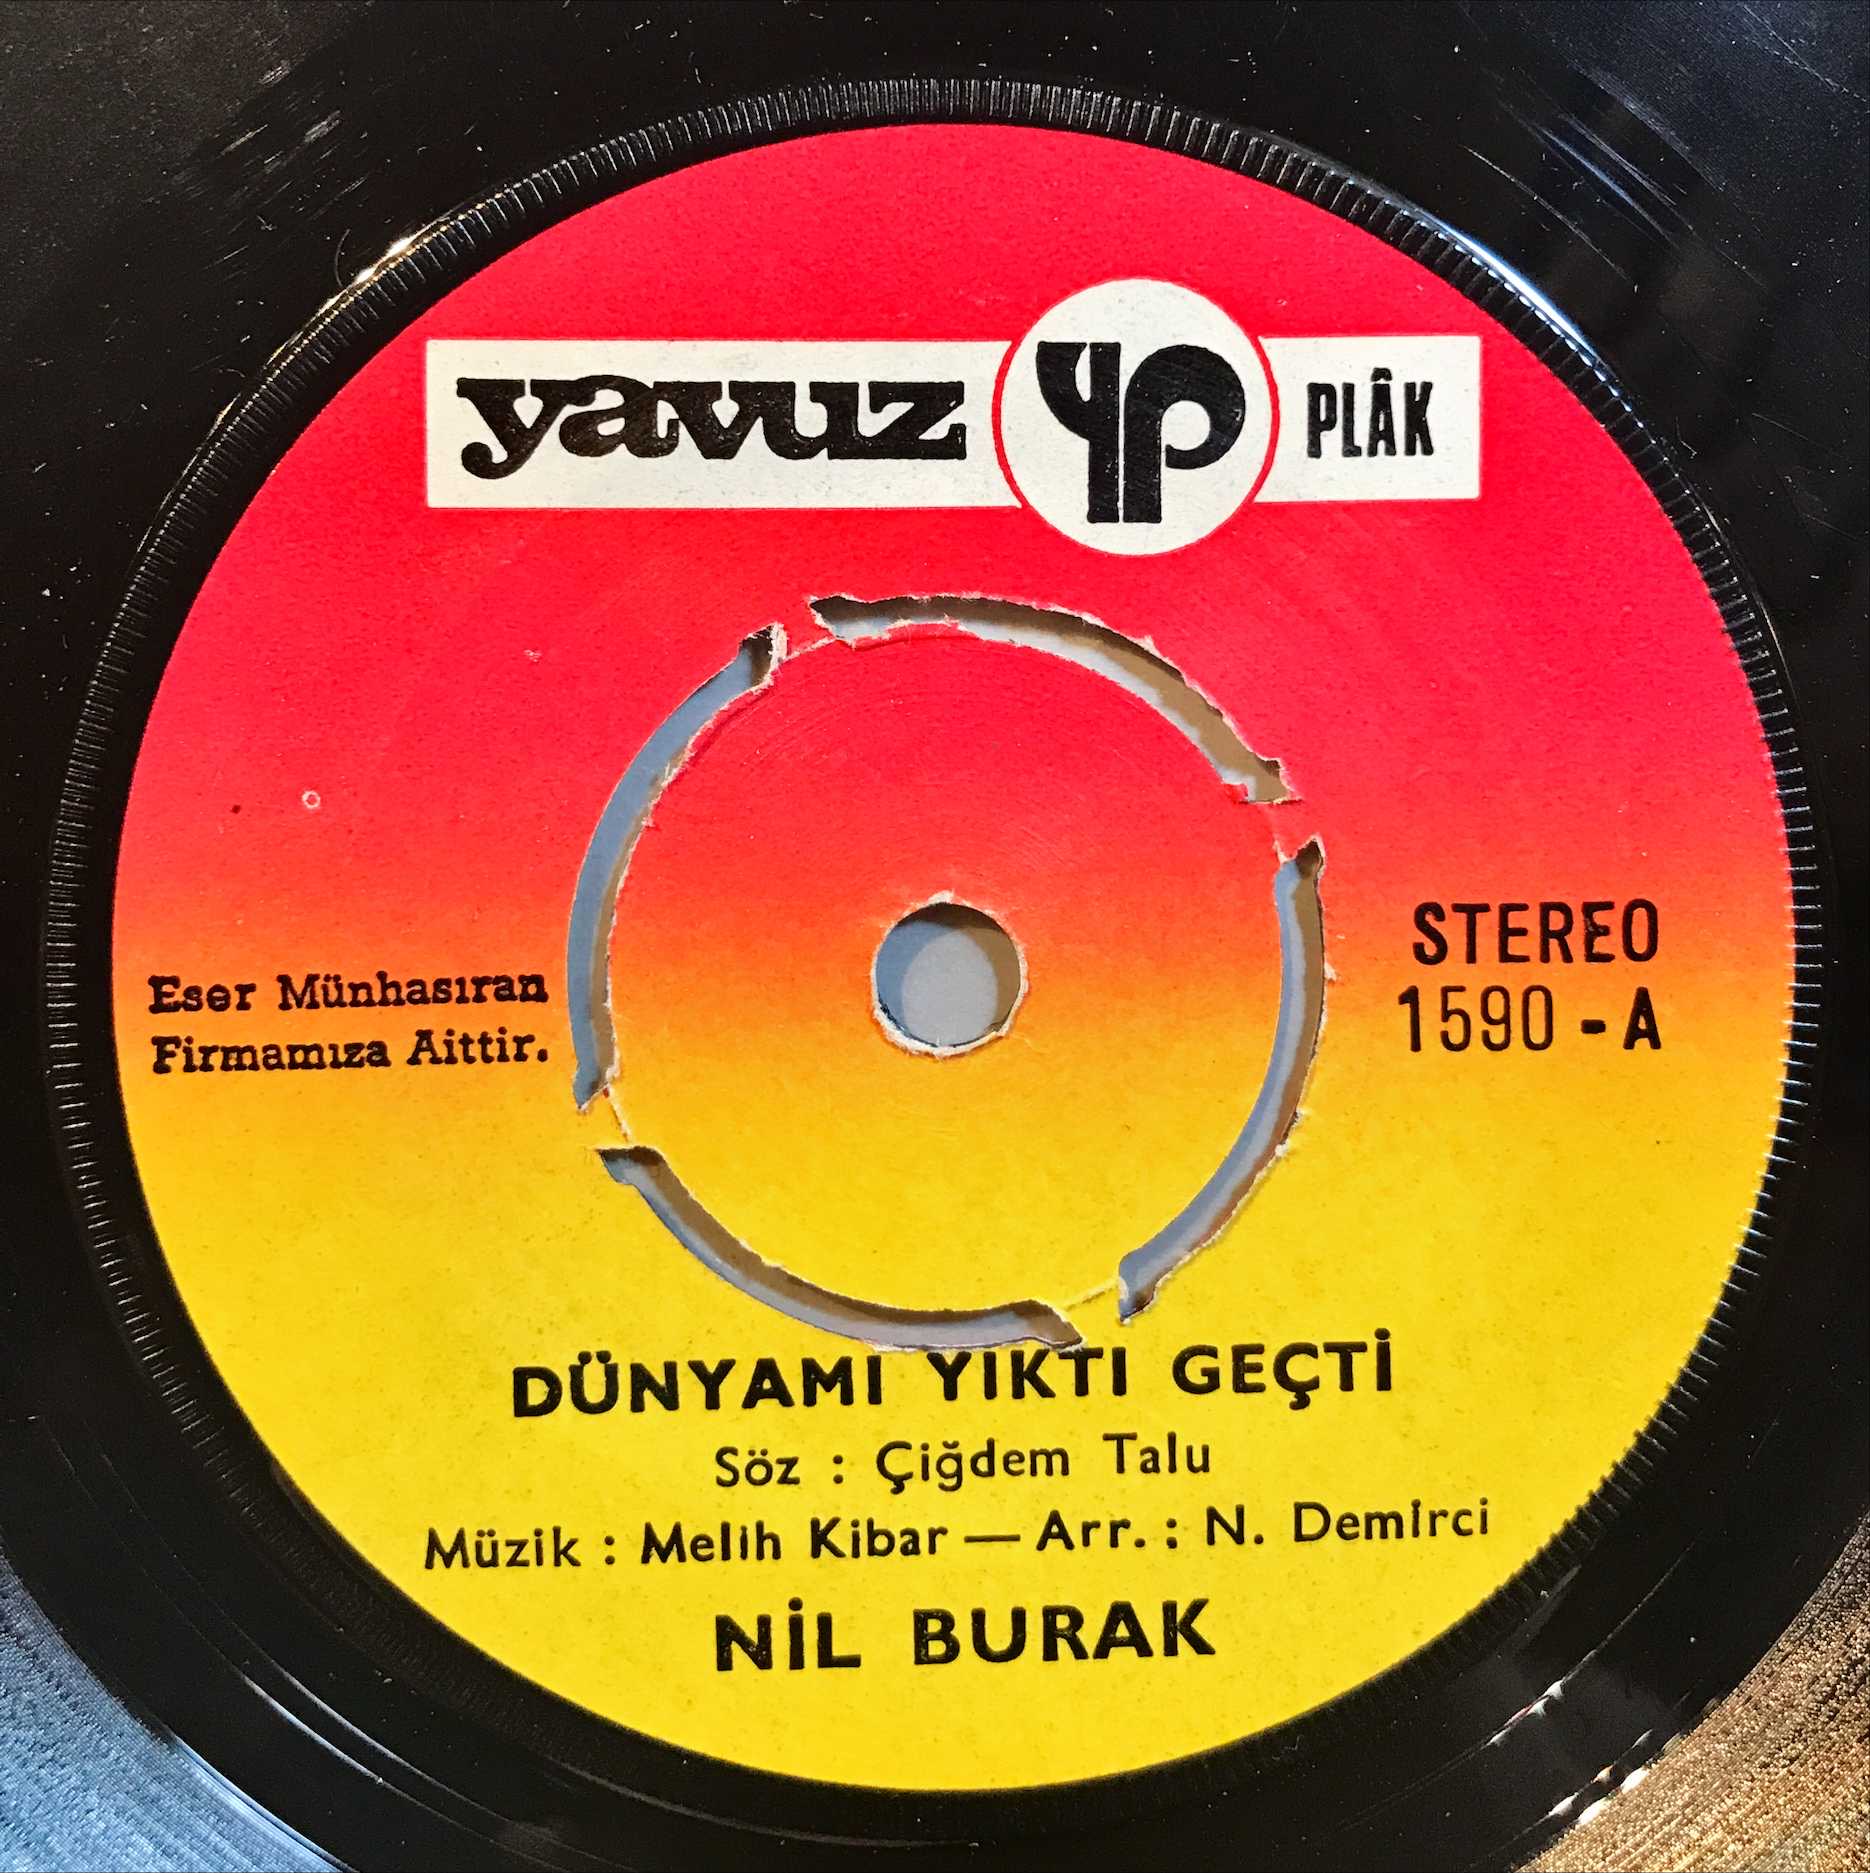 yavuz YP PLÂK
STEREO
1590 - A
Eser Münhasıran
Firmamıza Aittir.
DÜNYAMI YIKTI GEÇTİ
Söz : Çiğdem Talu
Müzik : Melih Kibar — Arr. : N. Demirci
NİL BURAK